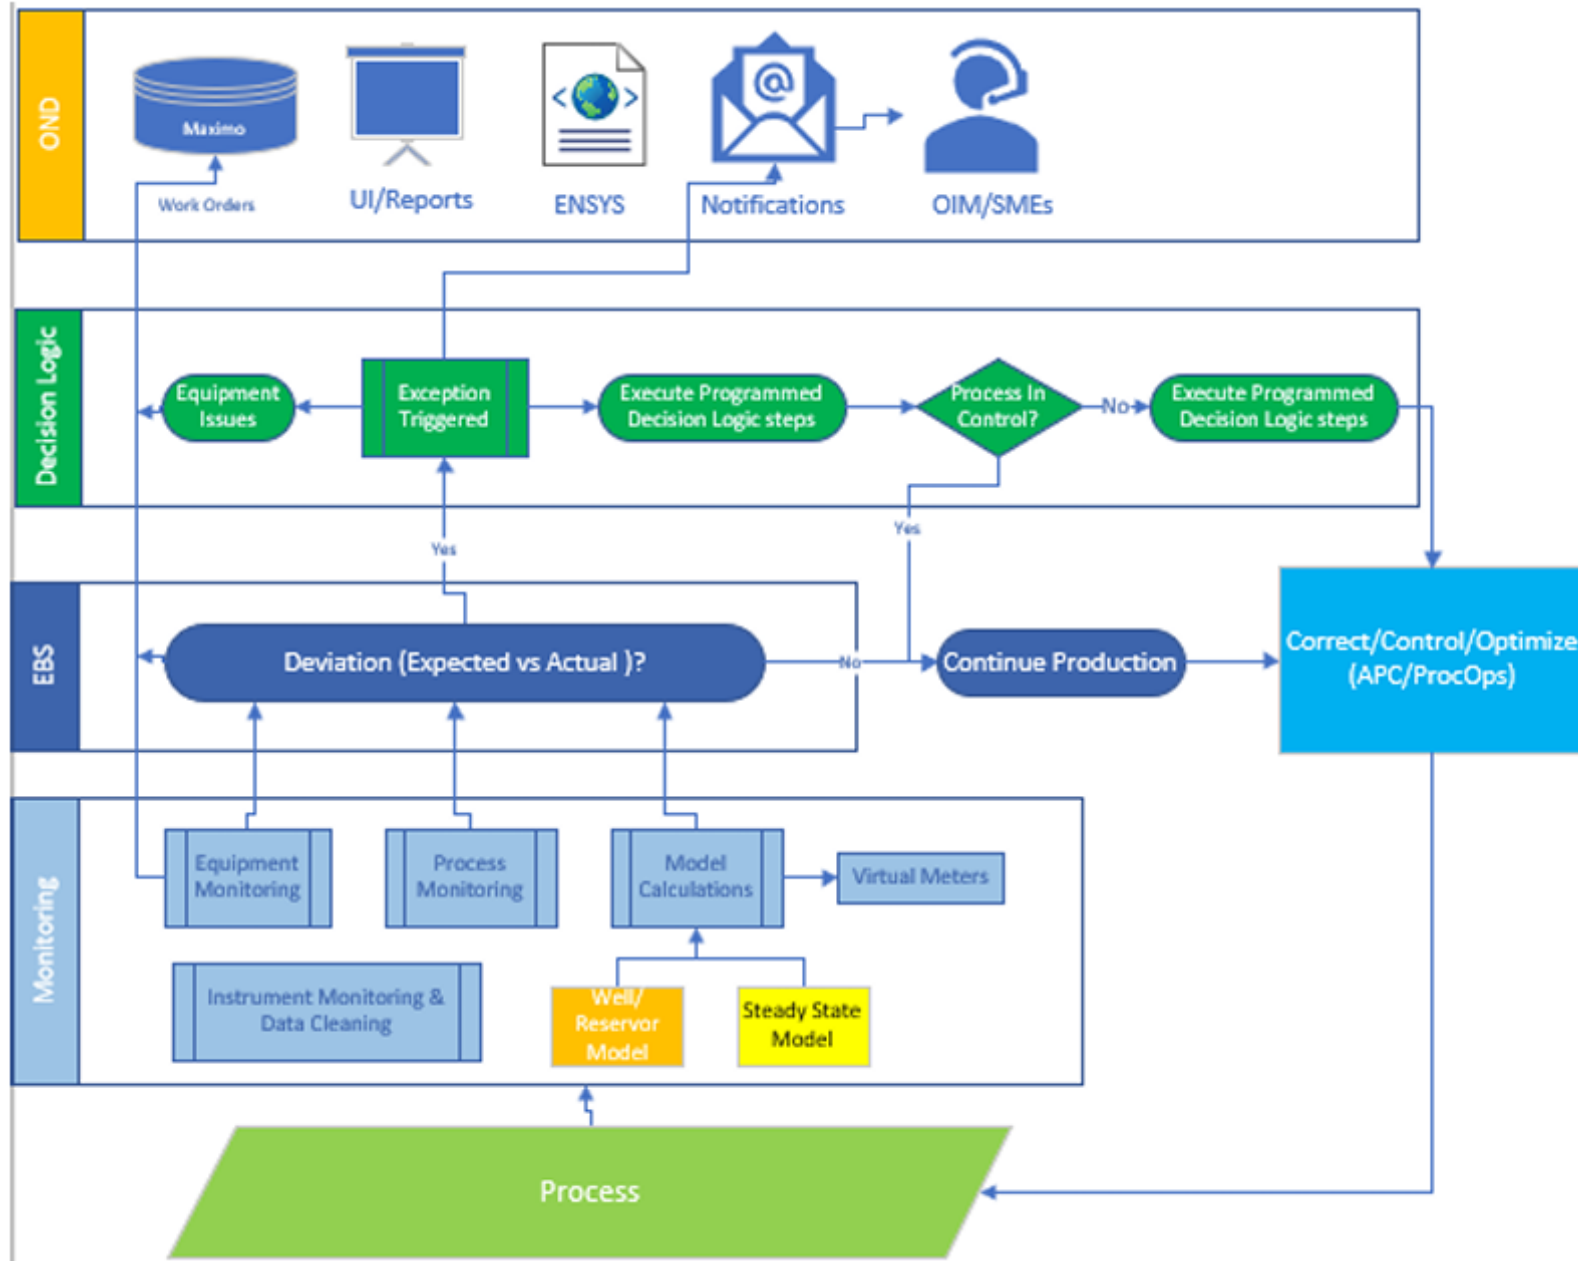 OND
Maximo
Work Orders
UI/Reports
< >
ENSYS
@
Notifications
OIM/SMEs
Decision Logic
Equipment
Issues
Exception
Triggered
Execute Programmed
Decision Logic steps
Process In
Control?
No
Execute Programmed
Decision Logic steps
Yes
Yes
EBS
Deviation (Expected vs Actual )?
No
Continue Production
Correct/Control/Optimize
(APC/ProcOps)
Monitoring
Equipment
Monitoring
Process
Monitoring
Model
Calculations
Virtual Meters
Instrument Monitoring &
Data Cleaning
Well/
Reservor
Model
Steady State
Model
Process